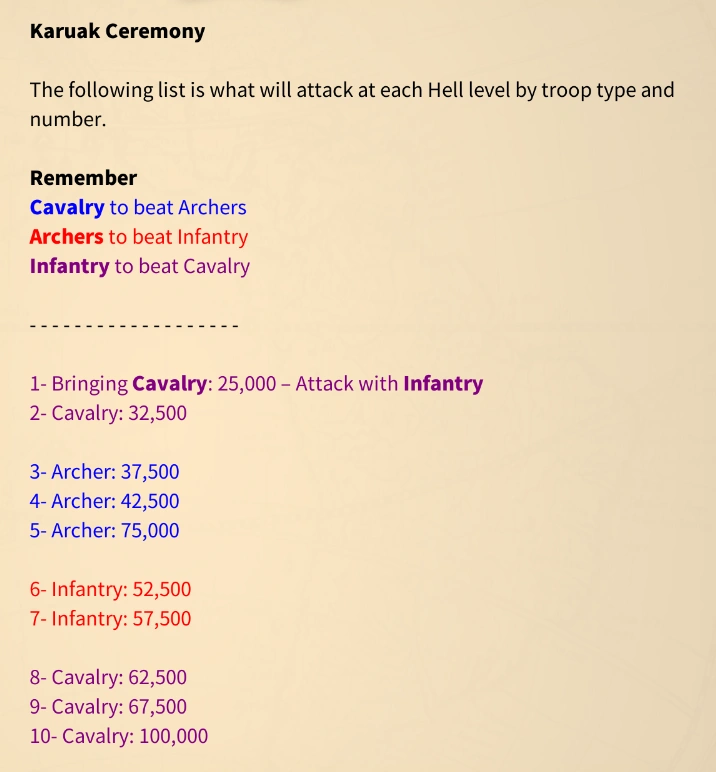 Karuak Ceremony
The following list is what will attack at each Hell level by troop type and
number.
Remember
Cavalry to beat Archers
Archers to beat Infantry
Infantry to beat Cavalry
- - - - - - - - - - - - - - - - - - -
1- Bringing Cavalry: 25,000 – Attack with Infantry
2- Cavalry: 32,500
3- Archer: 37,500
4- Archer: 42,500
5- Archer: 75,000
6- Infantry: 52,500
7- Infantry: 57,500
8- Cavalry: 62,500
9- Cavalry: 67,500
10- Cavalry: 100,000